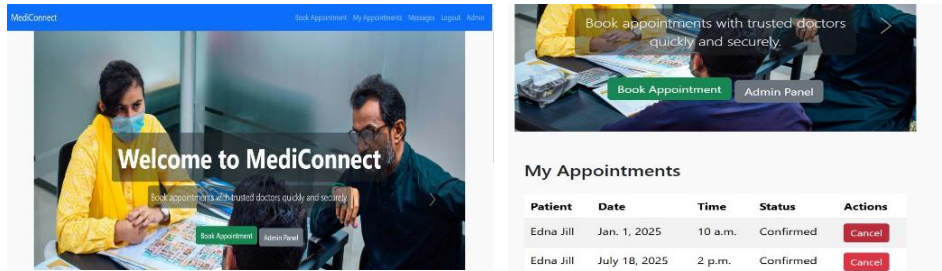 MediConnect
Book Appointment My Appointments Messages Logout Admin
Welcome to MediConnect
Book appointments with trusted doctors quickly and securely.
Book Appointment Admin Panel
Book appointments with trusted doctors
quickly and securely.
Book Appointment Admin Panel
My Appointments
Patient Date Time Status Actions
Edna Jill Jan. 1, 2025 10 a.m. Confirmed Cancel
Edna Jill July 18, 2025 2 p.m. Confirmed Cancel